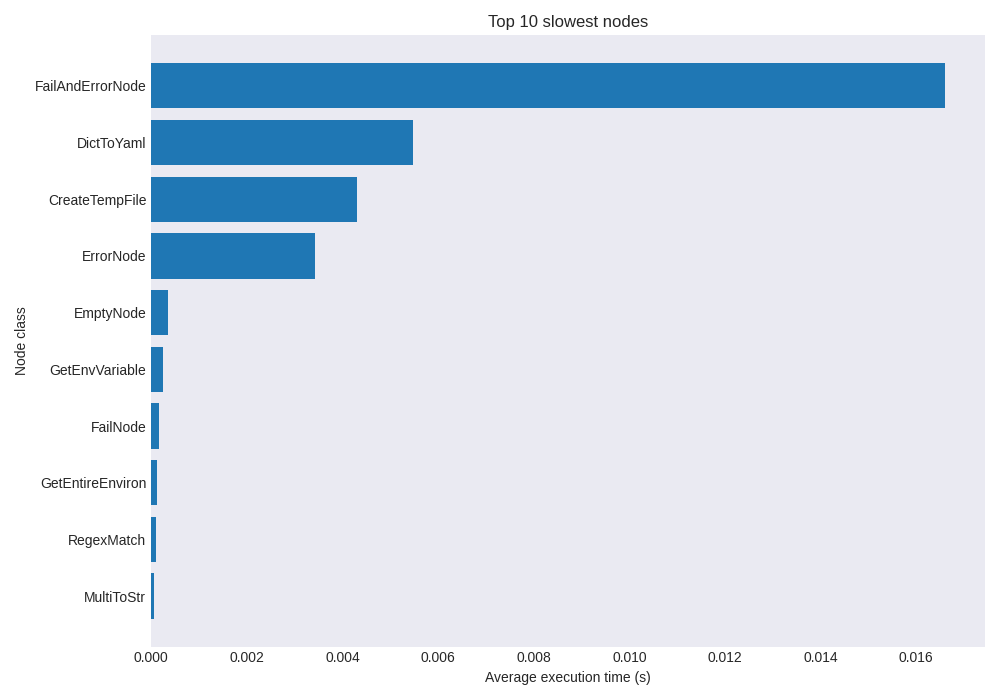 Top 10 slowest nodes
Node class
FailAndErrorNode
DictToYaml
CreateTempFile
ErrorNode
EmptyNode
GetEnvVariable
FailNode
GetEntireEnviron
RegexMatch
MultiToStr
0.000 0.002 0.004 0.006 0.008 0.010 0.012 0.014 0.016
Average execution time (s)